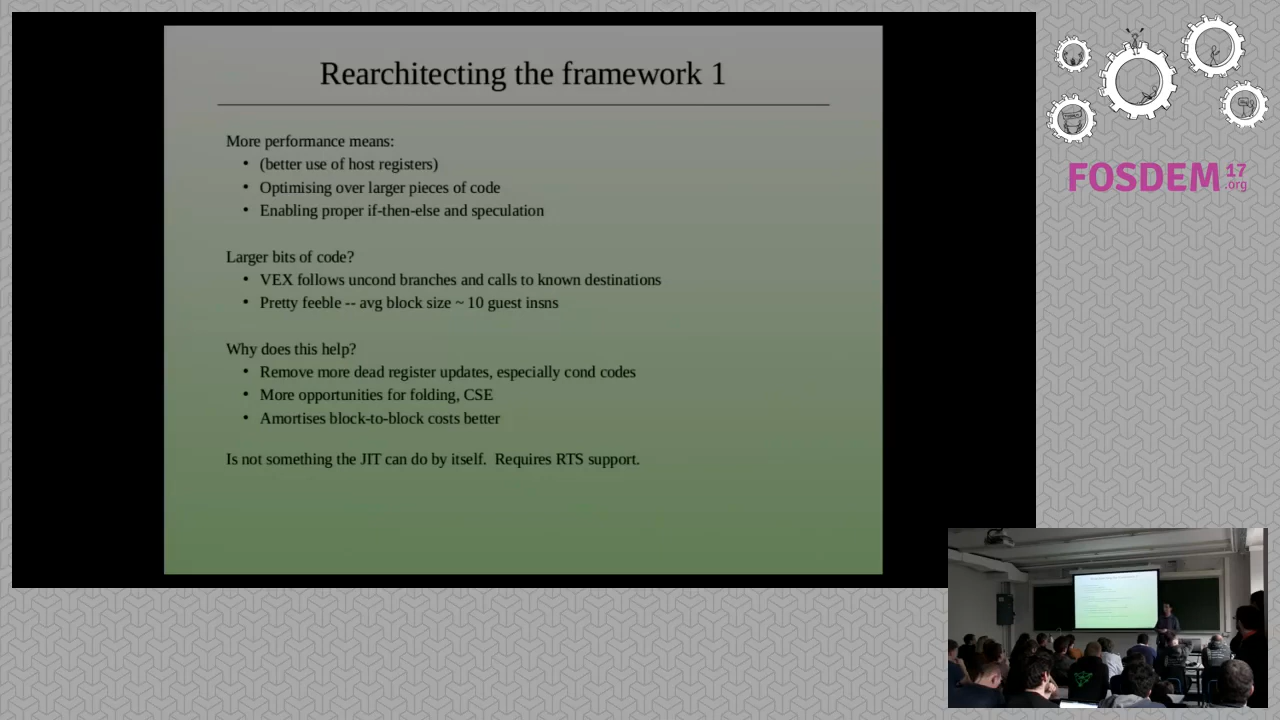 Rearchitecting the framework 1
More performance means:
• (better use of host registers)
• Optimising over larger pieces of code
• Enabling proper if-then-else and speculation
Larger bits of code?
• VEX follows uncond branches and calls to known destinations
• Pretty feeble -- avg block size ~ 10 guest insns
Why does this help?
• Remove more dead register updates, especially cond codes
• More opportunities for folding, CSE
• Amortises block-to-block costs better
Is not something the JIT can do by itself.  Requires RTS support.
FOSDEM 17 .org